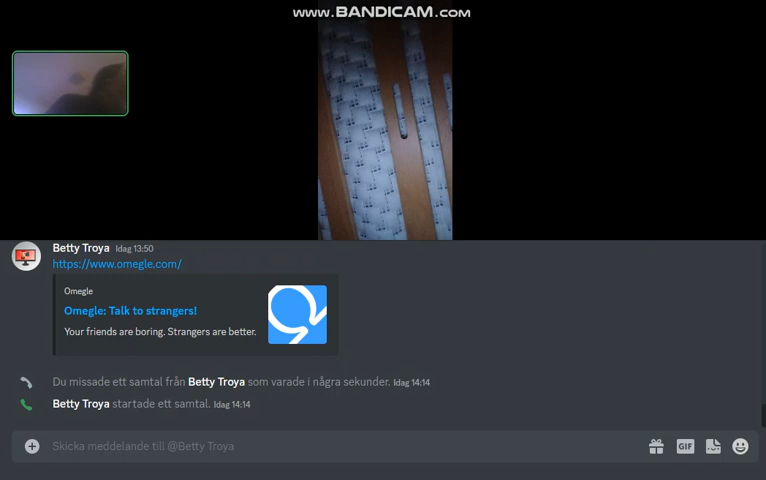 www.BANDICAM.com
Betty Troya Idag 13:50
https://www.omegle.com/
Omegle
Omegle: Talk to strangers!
Your friends are boring. Strangers are better.
Du missade ett samtal från Betty Troya som varade i några sekunder. Idag 14:14
Betty Troya startade ett samtal. Idag 14:14
Skicka meddelande till @Betty Troya
GIF